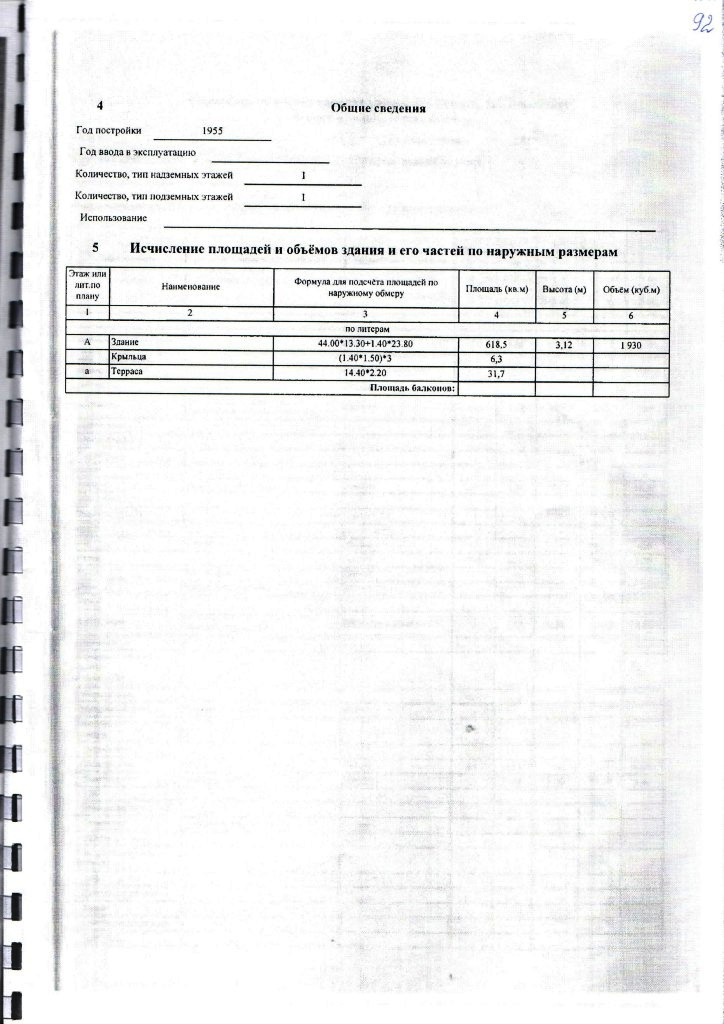 92
4 Общие сведения
Год постройки 1955
Год ввода в эксплуатацию
Количество, тип надземных этажей 1
Количество, тип подземных этажей 1
Использование
5 Исчисление площадей и объёмов здания и его частей по наружным размерам
Этаж или лит.по плану Наименование Формула для подсчёта площадей по наружному обмеру Площадь (кв.м) Высота (м) Объём (куб.м)
1 2 3 4 5 6
по литерам
А Здание 44.00*13.30+1.40*23.80 618,5 3,12 1 930
Крыльца (1.40*1.50)*3 6,3
а Терраса 14.40*2.20 31,7
Площадь балконов: